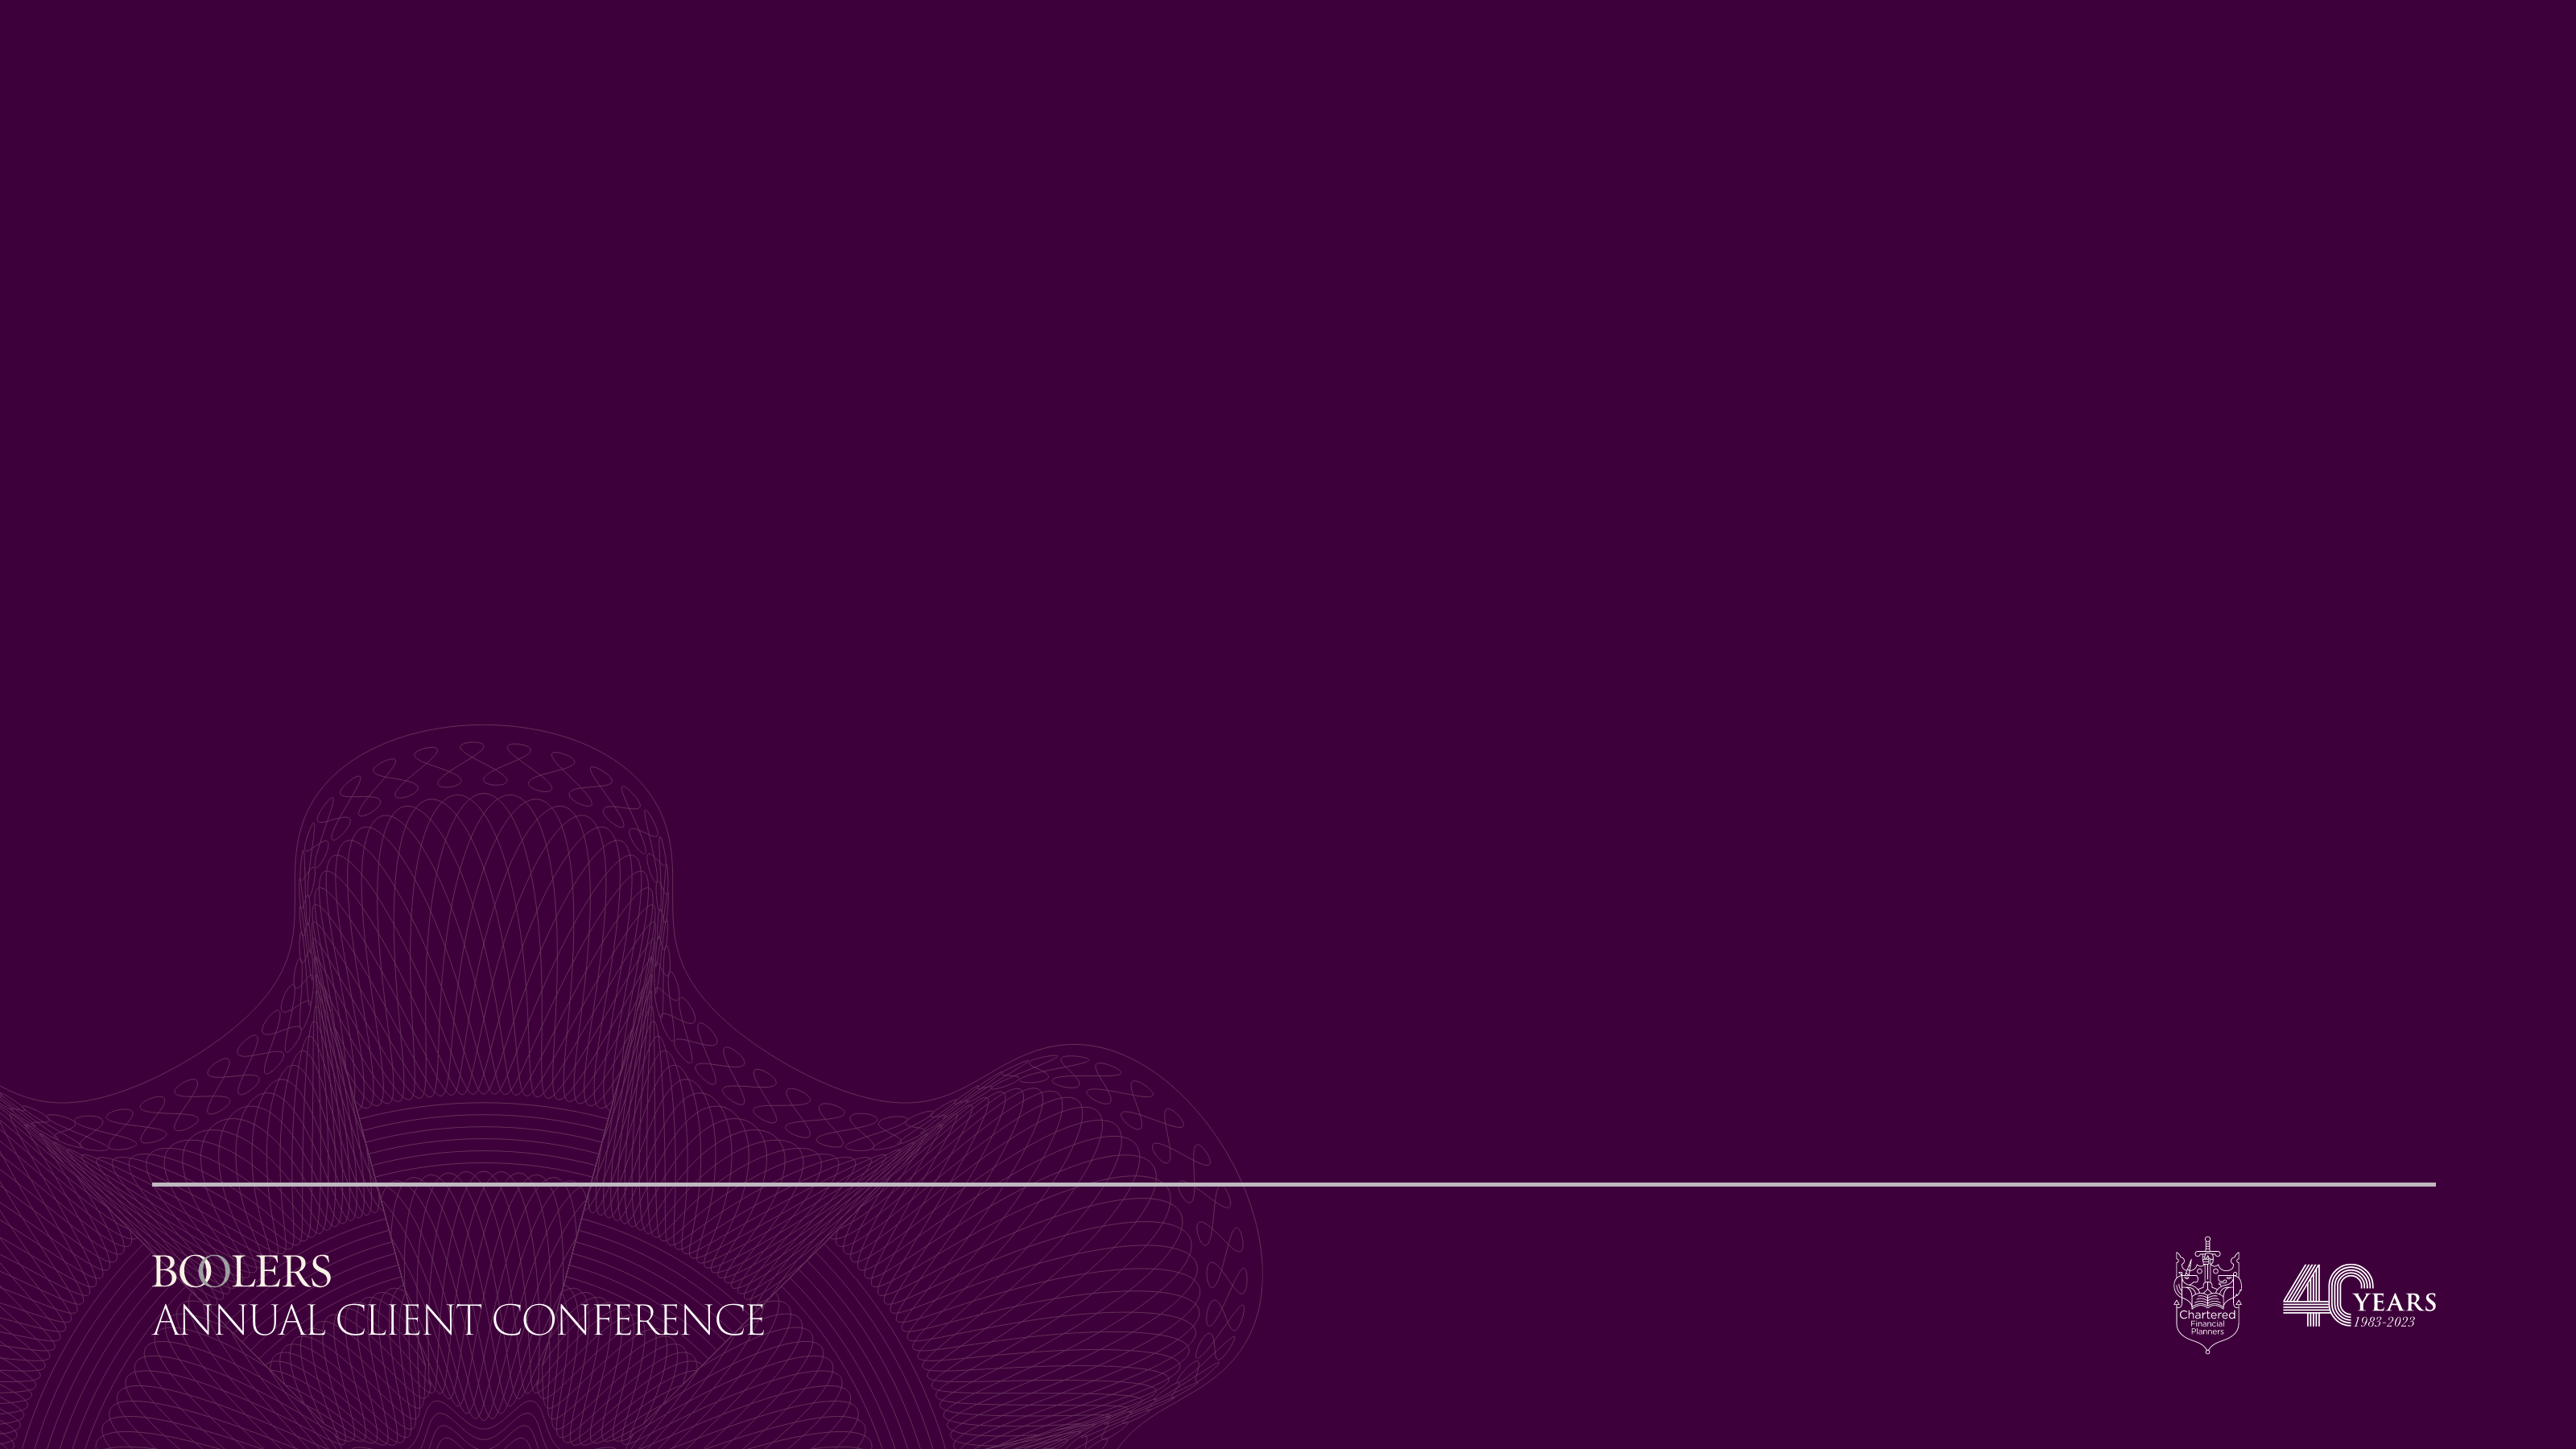 BOOLERS
ANNUAL CLIENT CONFERENCE
Chartered
Financial
Planners
40 YEARS
1983-2023